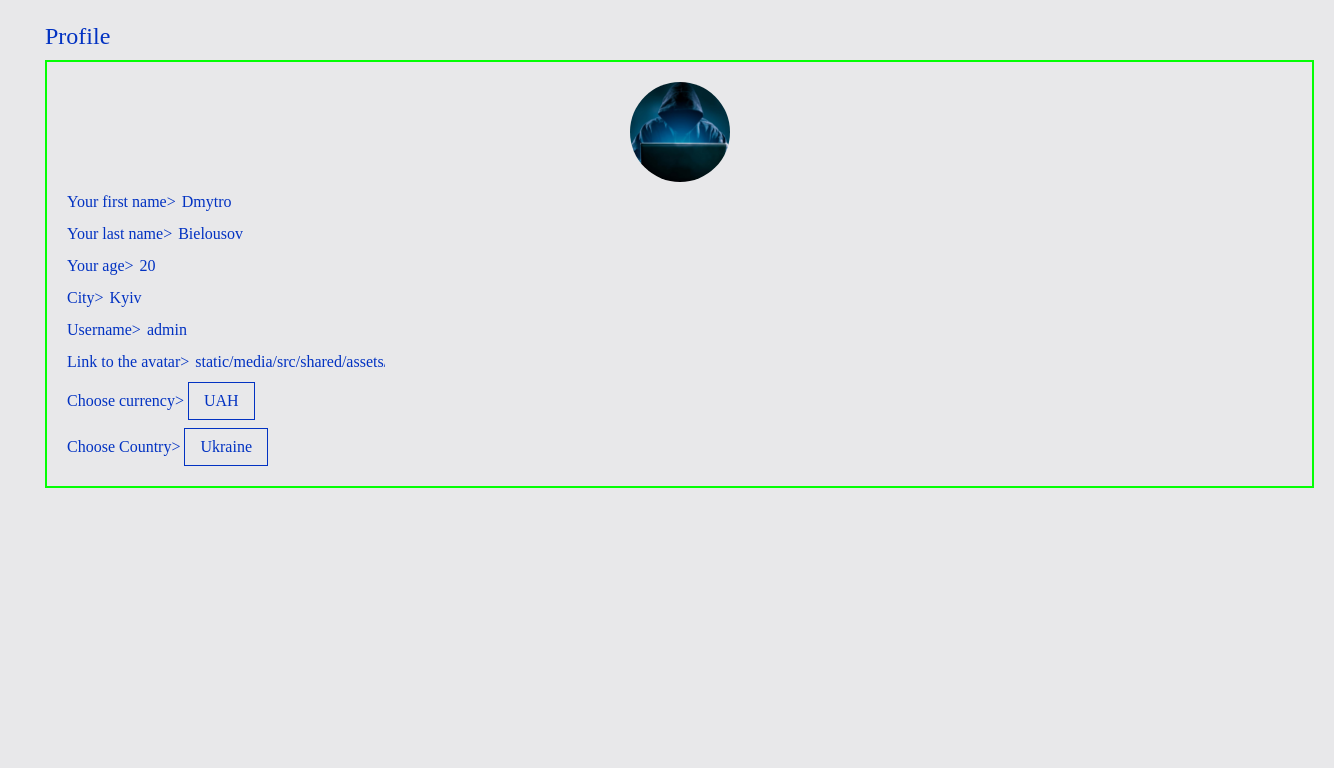 Profile
Your first name> Dmytro
Your last name> Bielousov
Your age> 20
City> Kyiv
Username> admin
Link to the avatar> static/media/src/shared/assets
Choose currency> UAH
Choose Country> Ukraine